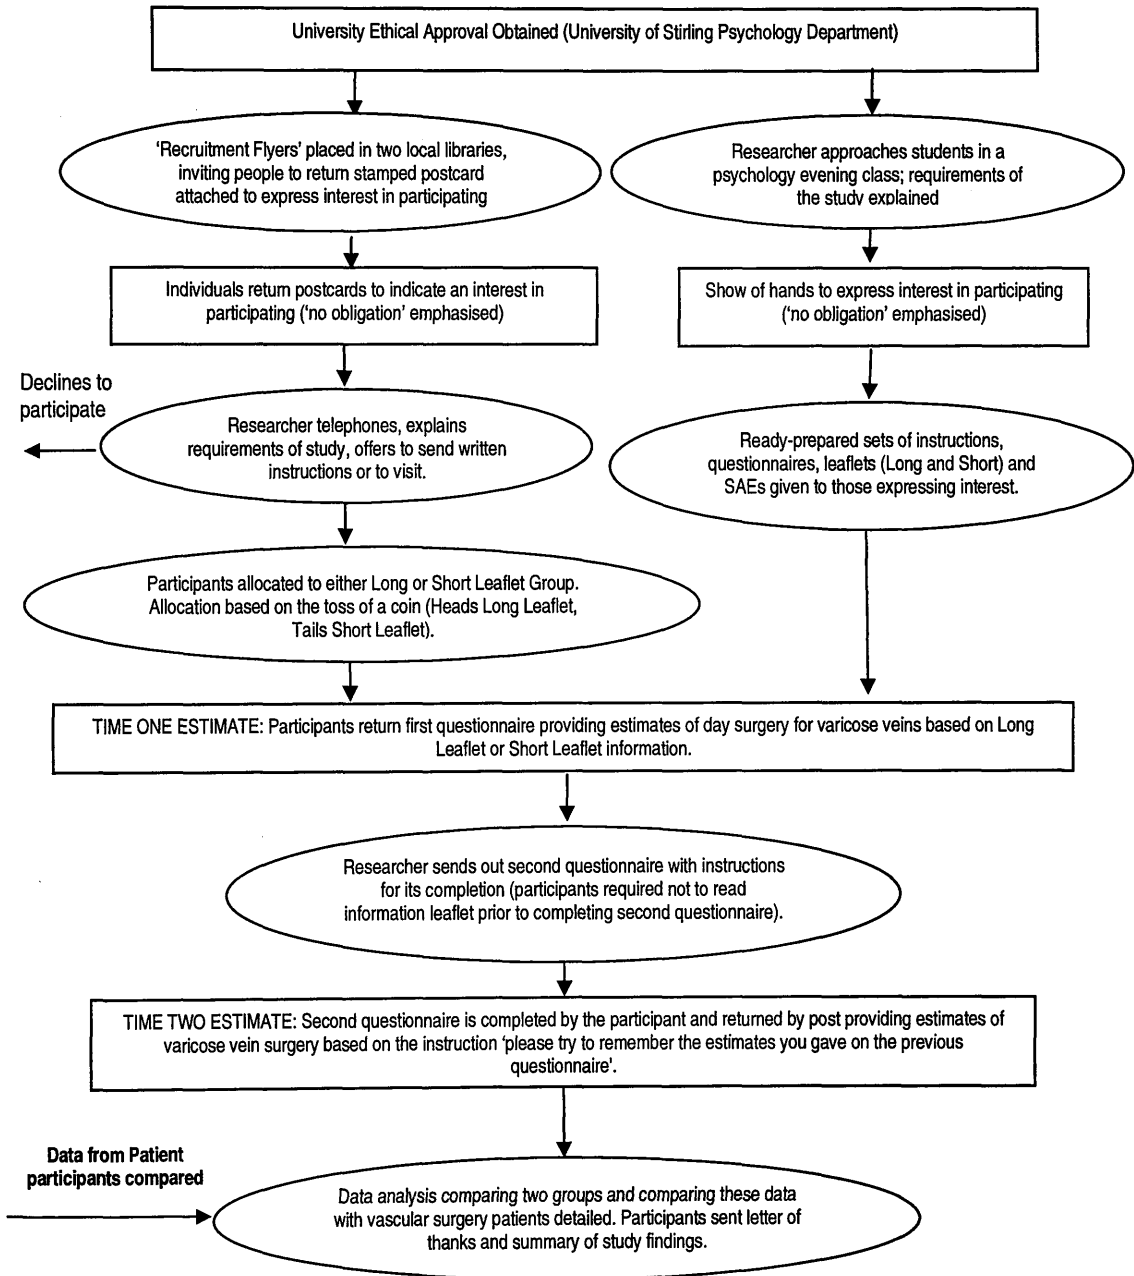 University Ethical Approval Obtained (University of Stirling Psychology Department)
'Recruitment Flyers' placed in two local libraries,
inviting people to return stamped postcard
attached to express interest in participating
Researcher approaches students in a
psychology evening class; requirements of
the study explained
Individuals return postcards to indicate an interest in
participating ('no obligation' emphasised)
Show of hands to express interest in participating
('no obligation' emphasised)
Declines to
participate
Researcher telephones, explains
requirements of study, offers to send written
instructions or to visit.
Ready-prepared sets of instructions,
questionnaires, leaflets (Long and Short) and
SAEs given to those expressing interest.
Participants allocated to either Long or Short Leaflet Group.
Allocation based on the toss of a coin (Heads Long Leaflet,
Tails Short Leaflet).
TIME ONE ESTIMATE: Participants return first questionnaire providing estimates of day surgery for varicose veins based on Long
Leaflet or Short Leaflet information.
Researcher sends out second questionnaire with instructions
for its completion (participants required not to read
information leaflet prior to completing second questionnaire).
TIME TWO ESTIMATE: Second questionnaire is completed by the participant and returned by post providing estimates of
varicose vein surgery based on the instruction 'please try to remember the estimates you gave on the previous
questionnaire'.
Data from Patient
participants compared
Data analysis comparing two groups and comparing these data
with vascular surgery patients detailed. Participants sent letter of
thanks and summary of study findings.